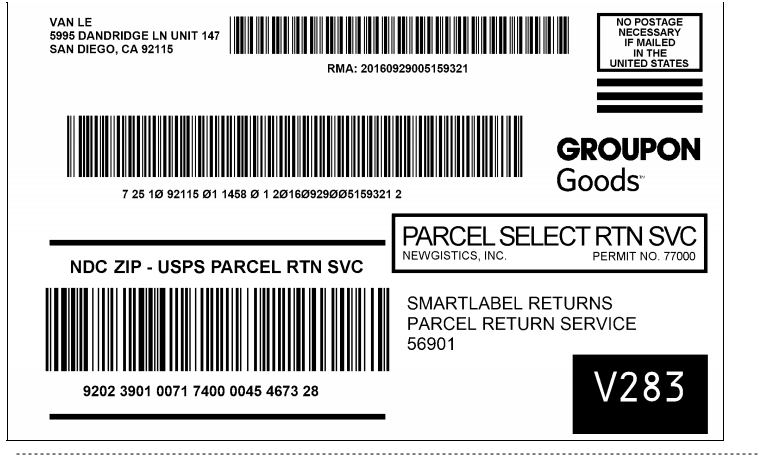 VAN LE
5995 DANDRIDGE LN UNIT 147
SAN DIEGO, CA 92115
RMA: 20160929005159321
NO POSTAGE
NECESSARY
IF MAILED
IN THE
UNITED STATES
7 25 1Ø 92115 Ø1 1458 Ø 1 2Ø16Ø929ØØ5159321 2
GROUPON
Goods™
PARCEL SELECT RTN SVC
NEWGISTICS, INC. PERMIT NO. 77000
NDC ZIP - USPS PARCEL RTN SVC
9202 3901 0071 7400 0045 4673 28
SMARTLABEL RETURNS
PARCEL RETURN SERVICE
56901
V283